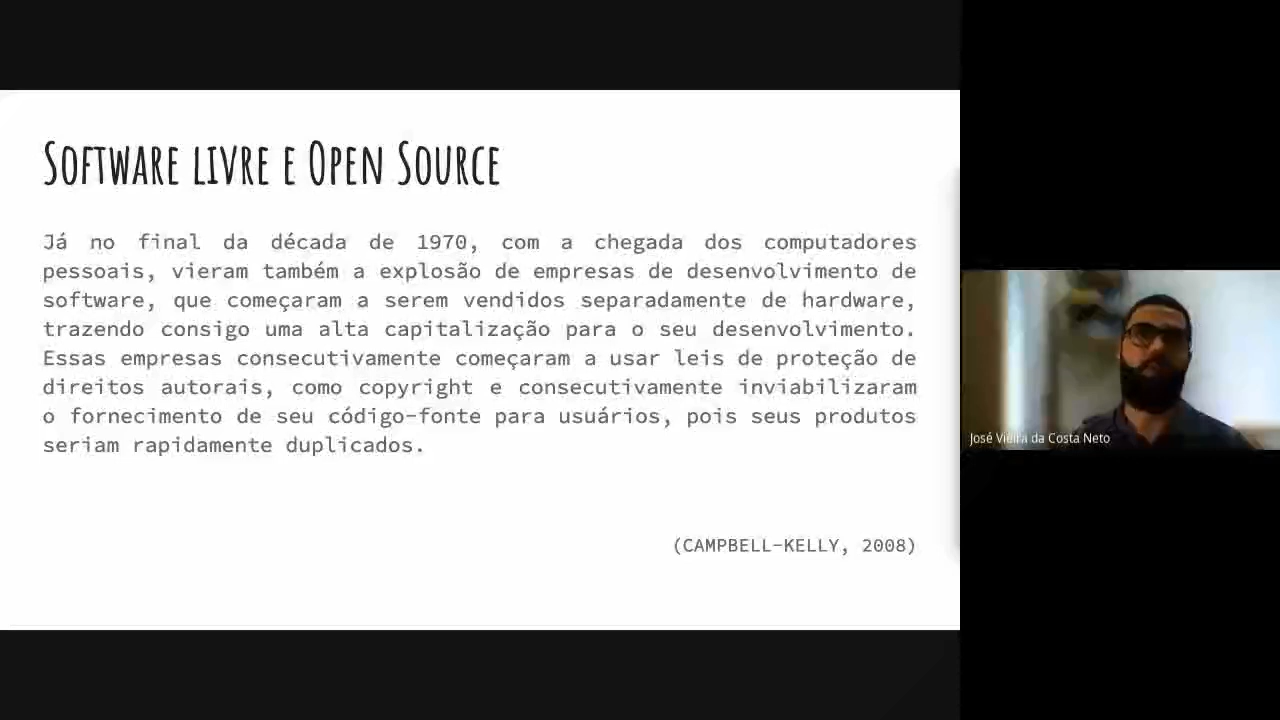 Software livre e Open Source
Já no final da década de 1970, com a chegada dos computadores
pessoais, vieram também a explosão de empresas de desenvolvimento de
software, que começaram a serem vendidos separadamente de hardware,
trazendo consigo uma alta capitalização para o seu desenvolvimento.
Essas empresas consecutivamente começaram a usar leis de proteção de
direitos autorais, como copyright e consecutivamente inviabilizaram
o fornecimento de seu código-fonte para usuários, pois seus produtos
seriam rapidamente duplicados.
(CAMPBELL-KELLY, 2008)
José Vieira da Costa Neto